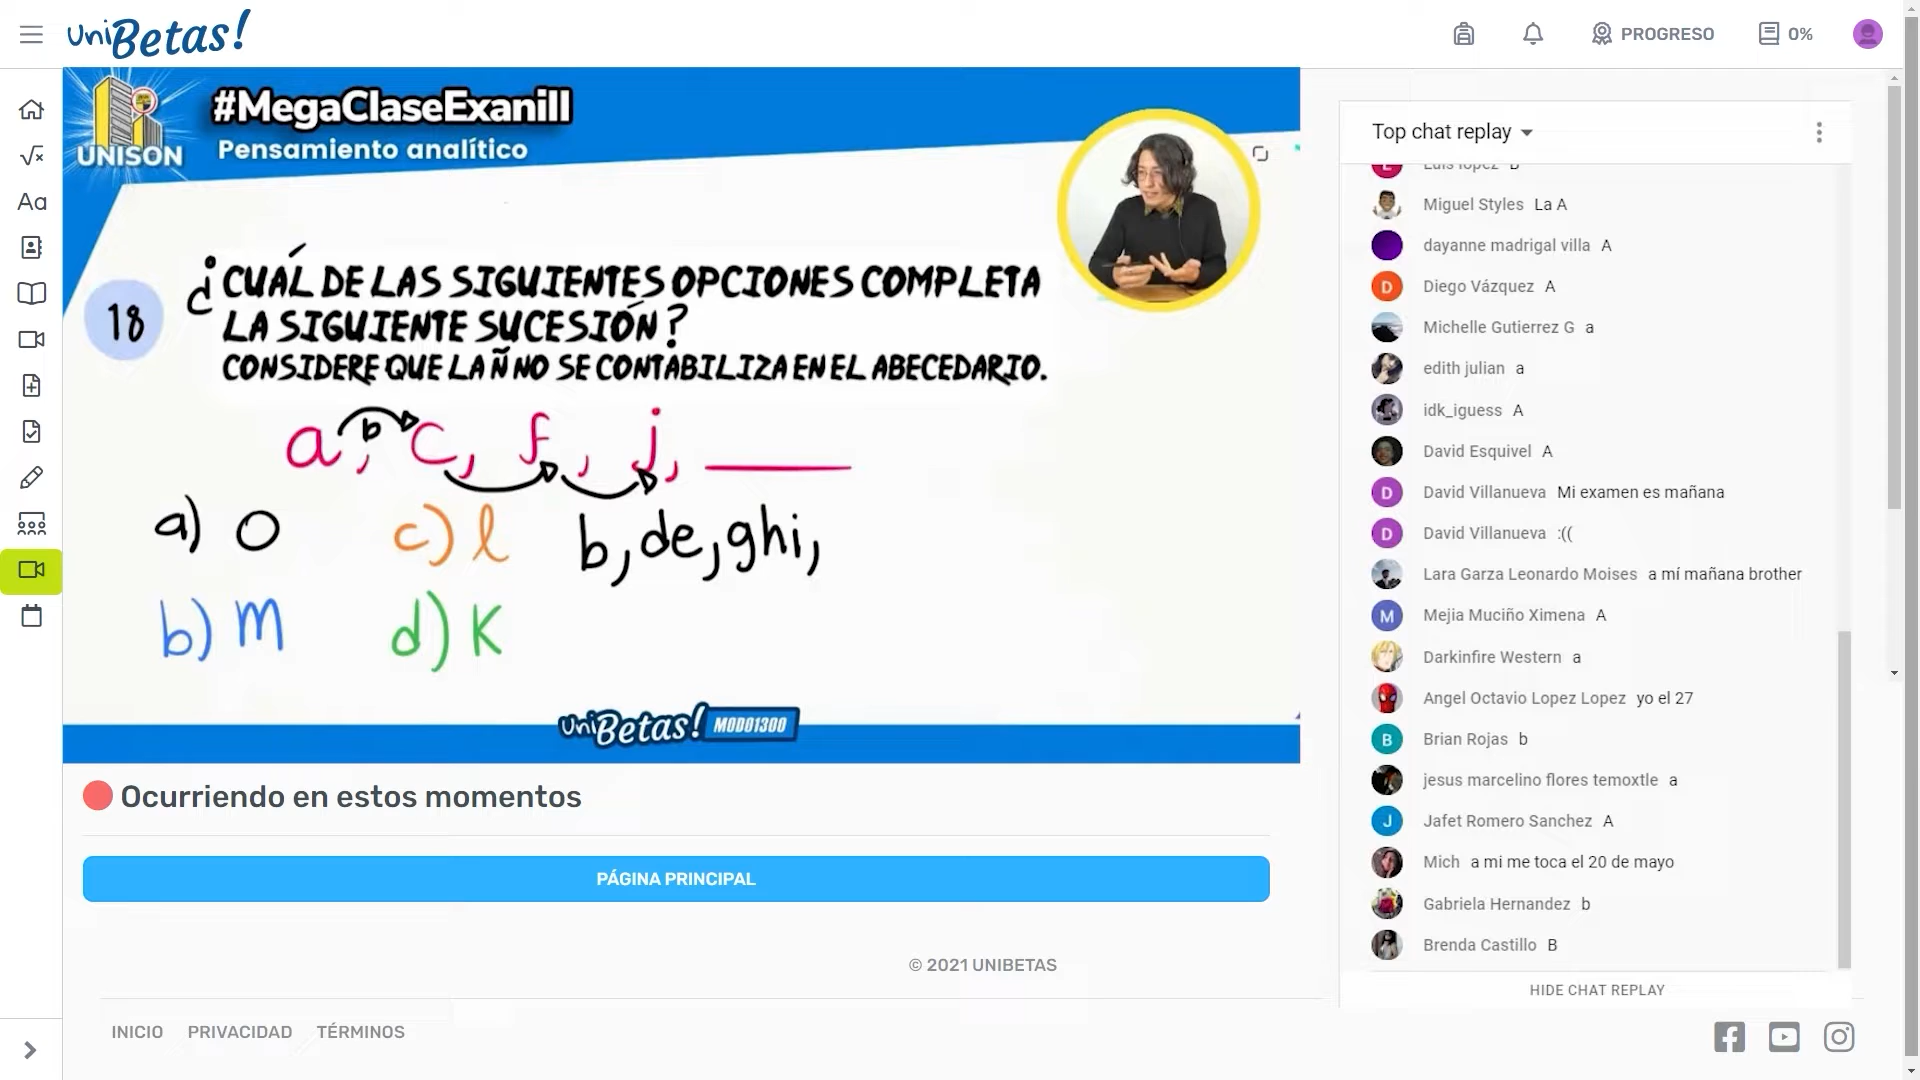 UniBetas!
PROGRESO
0%
UNISON
#MegaClaseExaniII
Pensamiento analítico
18
¿CUÁL DE LAS SIGUIENTES OPCIONES COMPLETA
LA SIGUIENTE SUCESIÓN?
CONSIDERE QUE LA Ñ NO SE CONTABILIZA EN EL ABECEDARIO.
b
a, c, f, j, ______
a) o
c) l
b, de, ghi,
b) m
d) k
UniBetas! MODO1300
Ocurriendo en estos momentos
PÁGINA PRINCIPAL
© 2021 UNIBETAS
INICIO PRIVACIDAD TÉRMINOS
√x
Aa
Top chat replay
Luis lopez B
Miguel Styles La A
dayanne madrigal villa A
D Diego Vázquez A
Michelle Gutierrez G a
edith julian a
idk_iguess A
David Esquivel A
D David Villanueva Mi examen es mañana
D David Villanueva :((
Lara Garza Leonardo Moises a mí mañana brother
M Mejia Muciño Ximena A
Darkinfire Western a
Angel Octavio Lopez Lopez yo el 27
B Brian Rojas b
jesus marcelino flores temoxtle a
J Jafet Romero Sanchez A
Mich a mi me toca el 20 de mayo
Gabriela Hernandez b
Brenda Castillo B
HIDE CHAT REPLAY